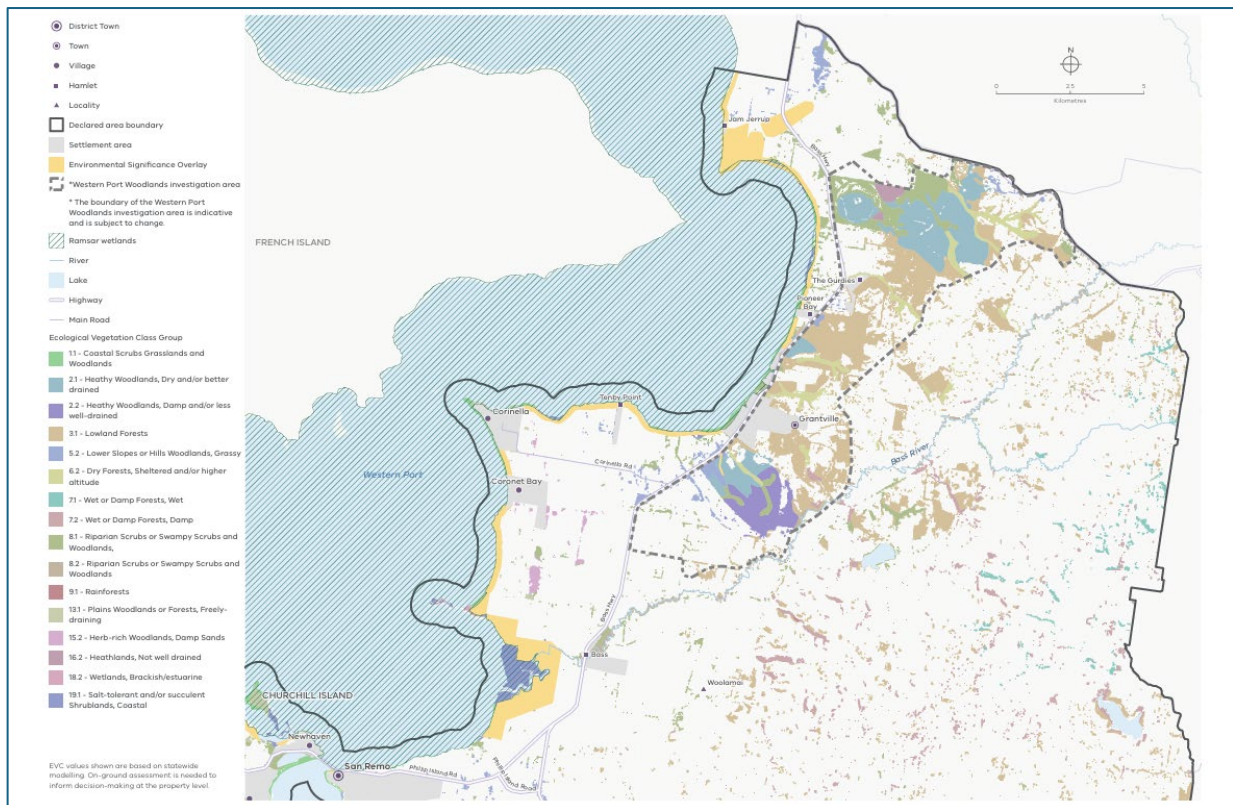 District Town
Town
Village
Hamlet
Locality
Declared area boundary
Settlement area
Environmental Significance Overlay
*Western Port Woodlands investigation area
* The boundary of the Western Port
Woodlands investigation area is indicative
and is subject to change.
Ramsar wetlands
River
Lake
Highway
Main Road
Ecological Vegetation Class Group
1.1 - Coastal Scrubs Grasslands and
Woodlands
2.1 - Heathy Woodlands, Dry and/or better
drained
2.2 - Heathy Woodlands, Damp and/or less
well-drained
3.1 - Lowland Forests
5.2 - Lower Slopes or Hills Woodlands, Grassy
6.2 - Dry Forests, Sheltered and/or higher
altitude
7.1 - Wet or Damp Forests, Wet
7.2 - Wet or Damp Forests, Damp
8.1 - Riparian Scrubs or Swampy Scrubs and
Woodlands,
8.2 - Riparian Scrubs or Swampy Scrubs and
Woodlands
9.1 - Rainforests
13.1 - Plains Woodlands or Forests, Freely-
draining
15.2 - Herb-rich Woodlands, Damp Sands
16.2 - Heathlands, Not well drained
18.2 - Wetlands, Brackish/estuarine
19.1 - Salt-tolerant and/or succulent
Shrublands, Coastal
EVC values shown are based on statewide
modelling. On-ground assessment is needed to
inform decision-making at the property level.
N
0 2.5 5
Kilometres
Jam Jerrup
Bass Hwy
FRENCH ISLAND
The Gurdies
Pioneer
Bay
Tenby Point
Corinella
Grantville
Corinella Rd
Bass River
Western Port
Coronet Bay
Bass Hwy
Bass
Woolamai
CHURCHILL ISLAND
Newhaven
San Remo
Phillip Island Rd
Phillip Island Road